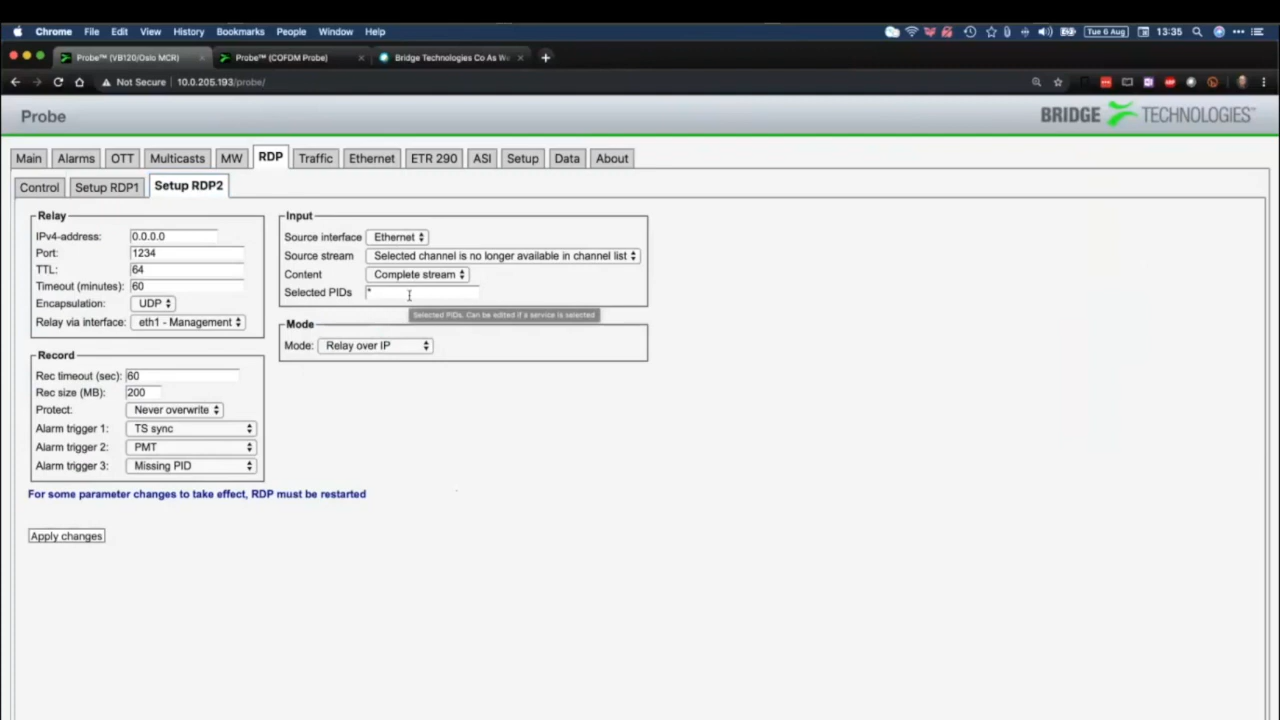 Chrome File Edit View History Bookmarks People Window Help Tue 6 Aug 13:35
Probe™ (VB120/Oslo MCR) Probe™ (COFDM Probe) Bridge Technologies Co As
Not Secure 10.0.205.193/probe/
Probe BRIDGE TECHNOLOGIES™
Main Alarms OTT Multicasts MW RDP Traffic Ethernet ETR 290 ASI Setup Data About
Control Setup RDP1 Setup RDP2
Relay
IPv4-address: 0.0.0.0
Port: 1234
TTL: 64
Timeout (minutes): 60
Encapsulation: UDP
Relay via interface: eth1 - Management
Input
Source interface Ethernet
Source stream Selected channel is no longer available in channel list
Content Complete stream
Selected PIDs *
Selected PIDs. Can be edited if a service is selected
Mode
Mode: Relay over IP
Record
Rec timeout (sec): 60
Rec size (MB): 200
Protect: Never overwrite
Alarm trigger 1: TS sync
Alarm trigger 2: PMT
Alarm trigger 3: Missing PID
For some parameter changes to take effect, RDP must be restarted
Apply changes